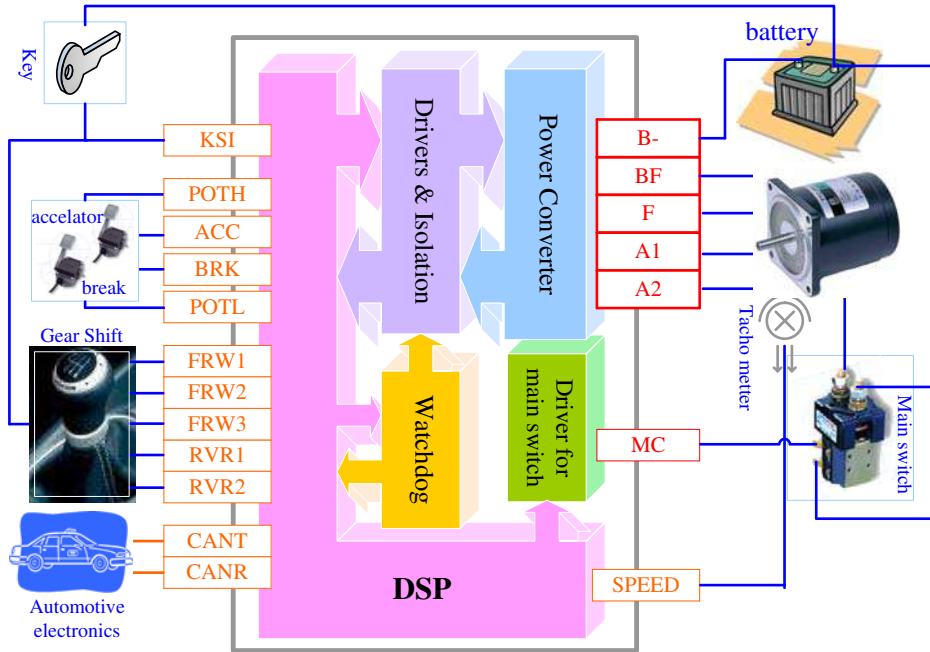 Key
battery
KSI
POTH
ACC
BRK
POTL
accelator
break
Gear Shift
FRW1
FRW2
FRW3
RVR1
RVR2
CANT
CANR
Automotive
electronics
Drivers & Isolation
Power Converter
Watchdog
Driver for
main switch
DSP
B-
BF
F
A1
A2
MC
SPEED
Tacho metter
Main switch